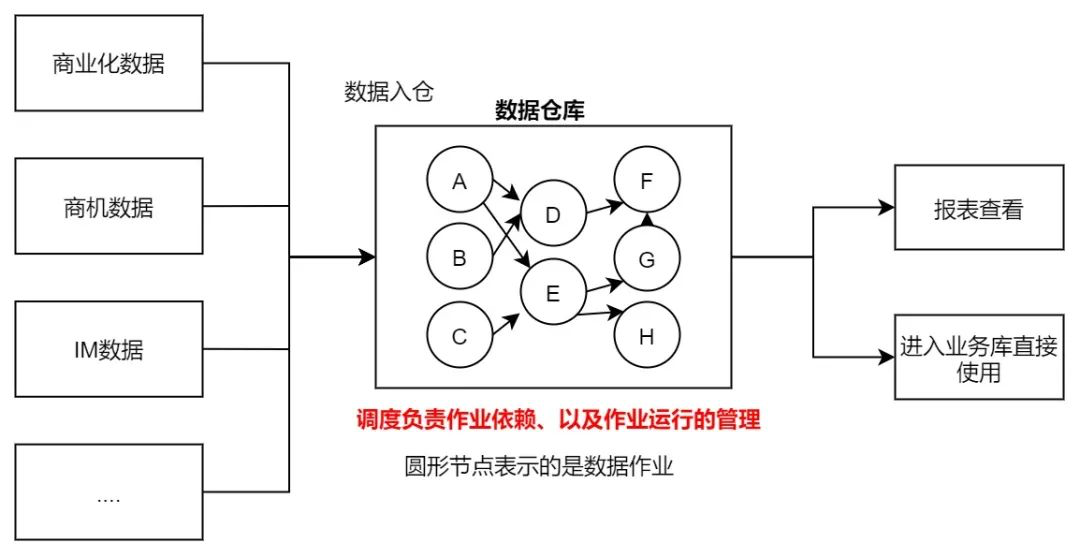 商业化数据
商机数据
IM数据
....
数据入仓
数据仓库
A
B
C
D
E
F
G
H
调度负责作业依赖、以及作业运行的管理
圆形节点表示的是数据作业
报表查看
进入业务库直接
使用